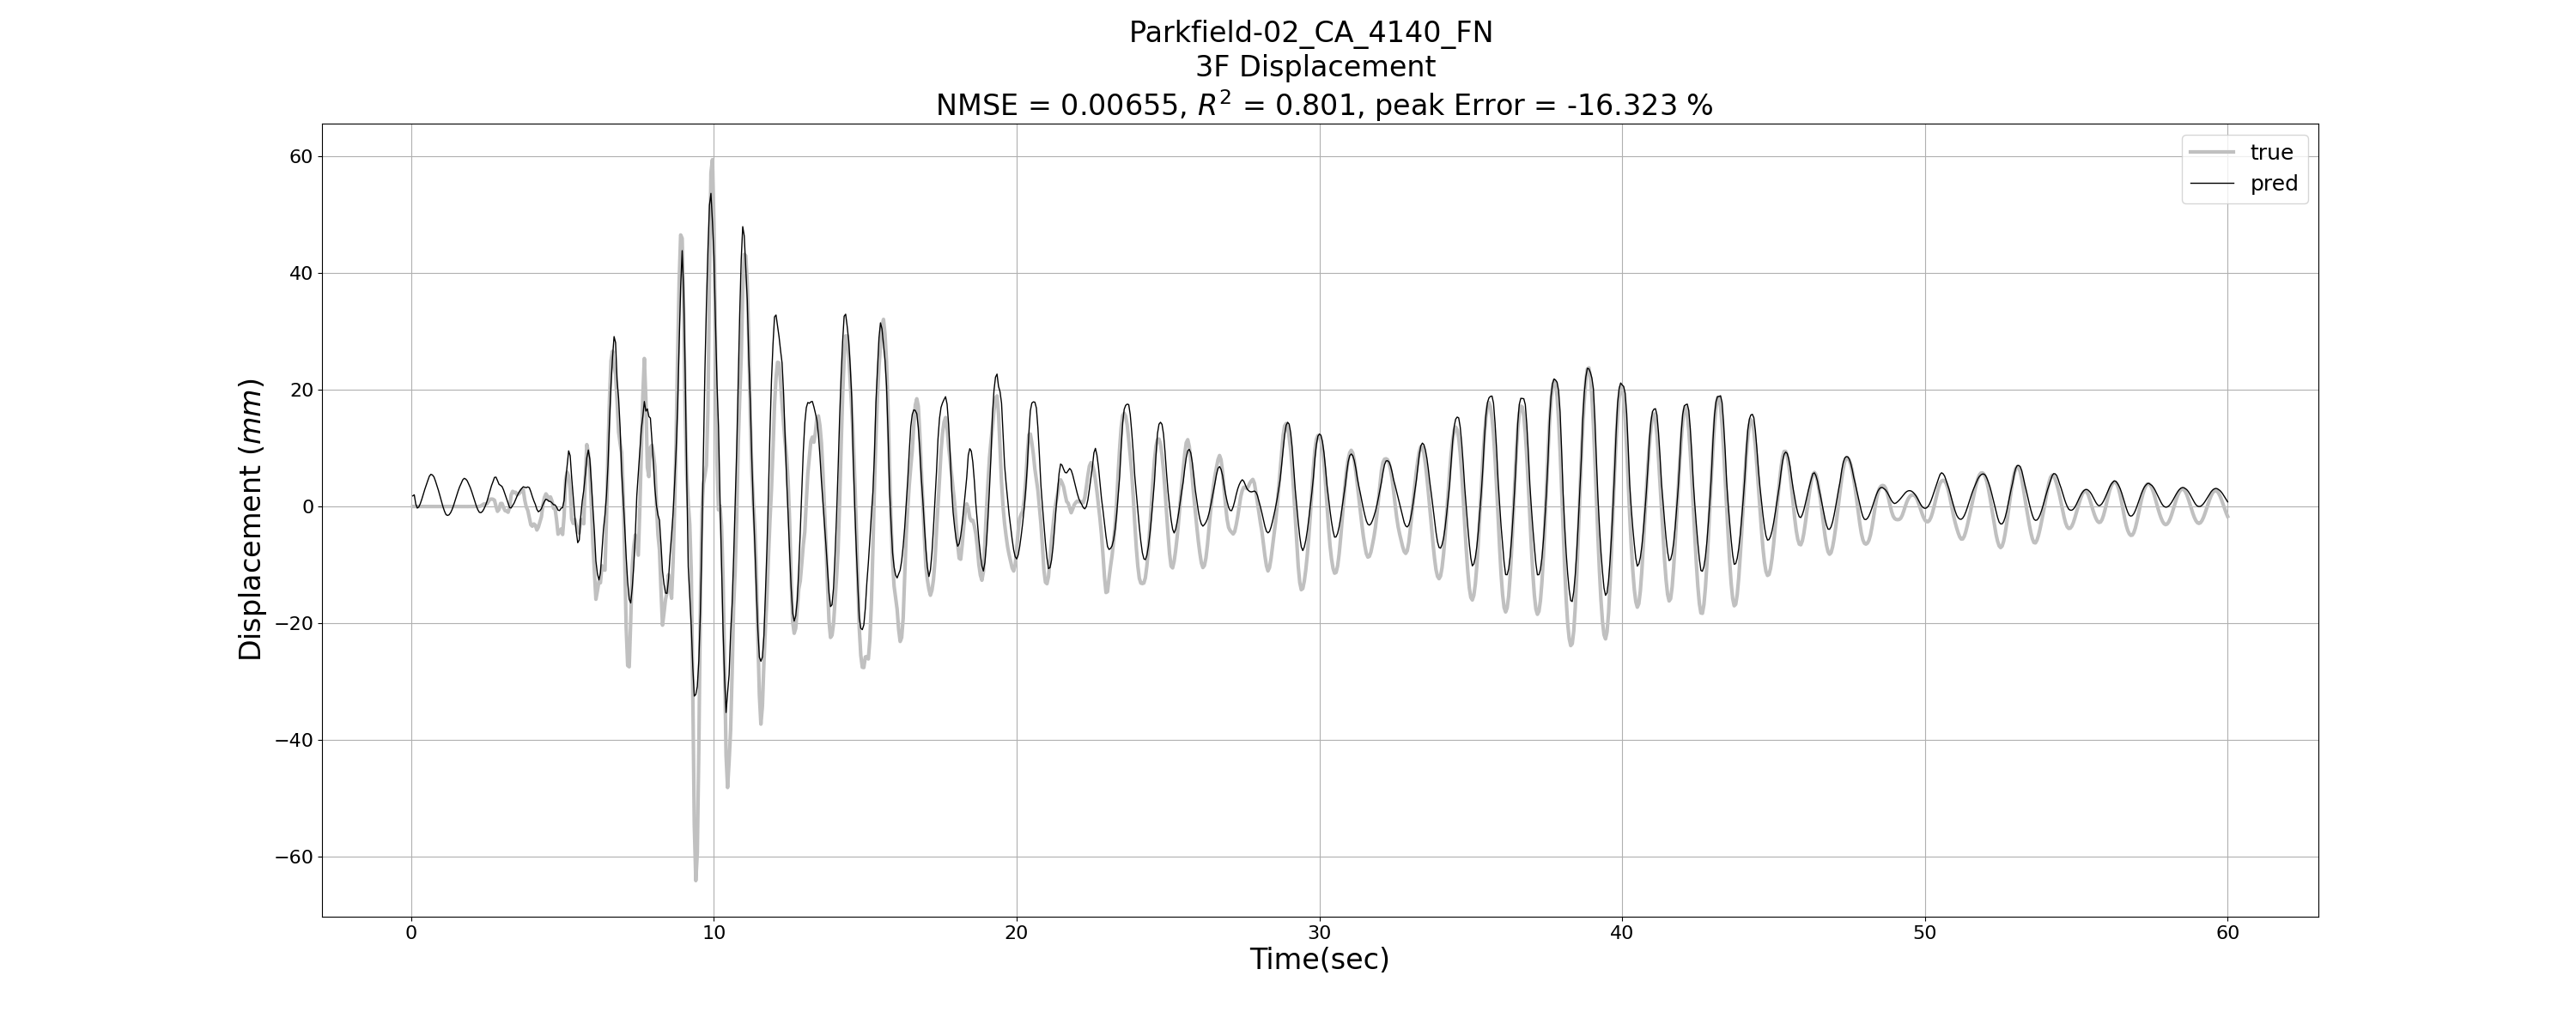 Parkfield-02_CA_4140_FN
3F Displacement
NMSE = 0.00655, R² = 0.801, peak Error = -16.323 %
true
pred
60
40
20
0
−20
−40
−60
Displacement (mm)
0 10 20 30 40 50 60
Time(sec)